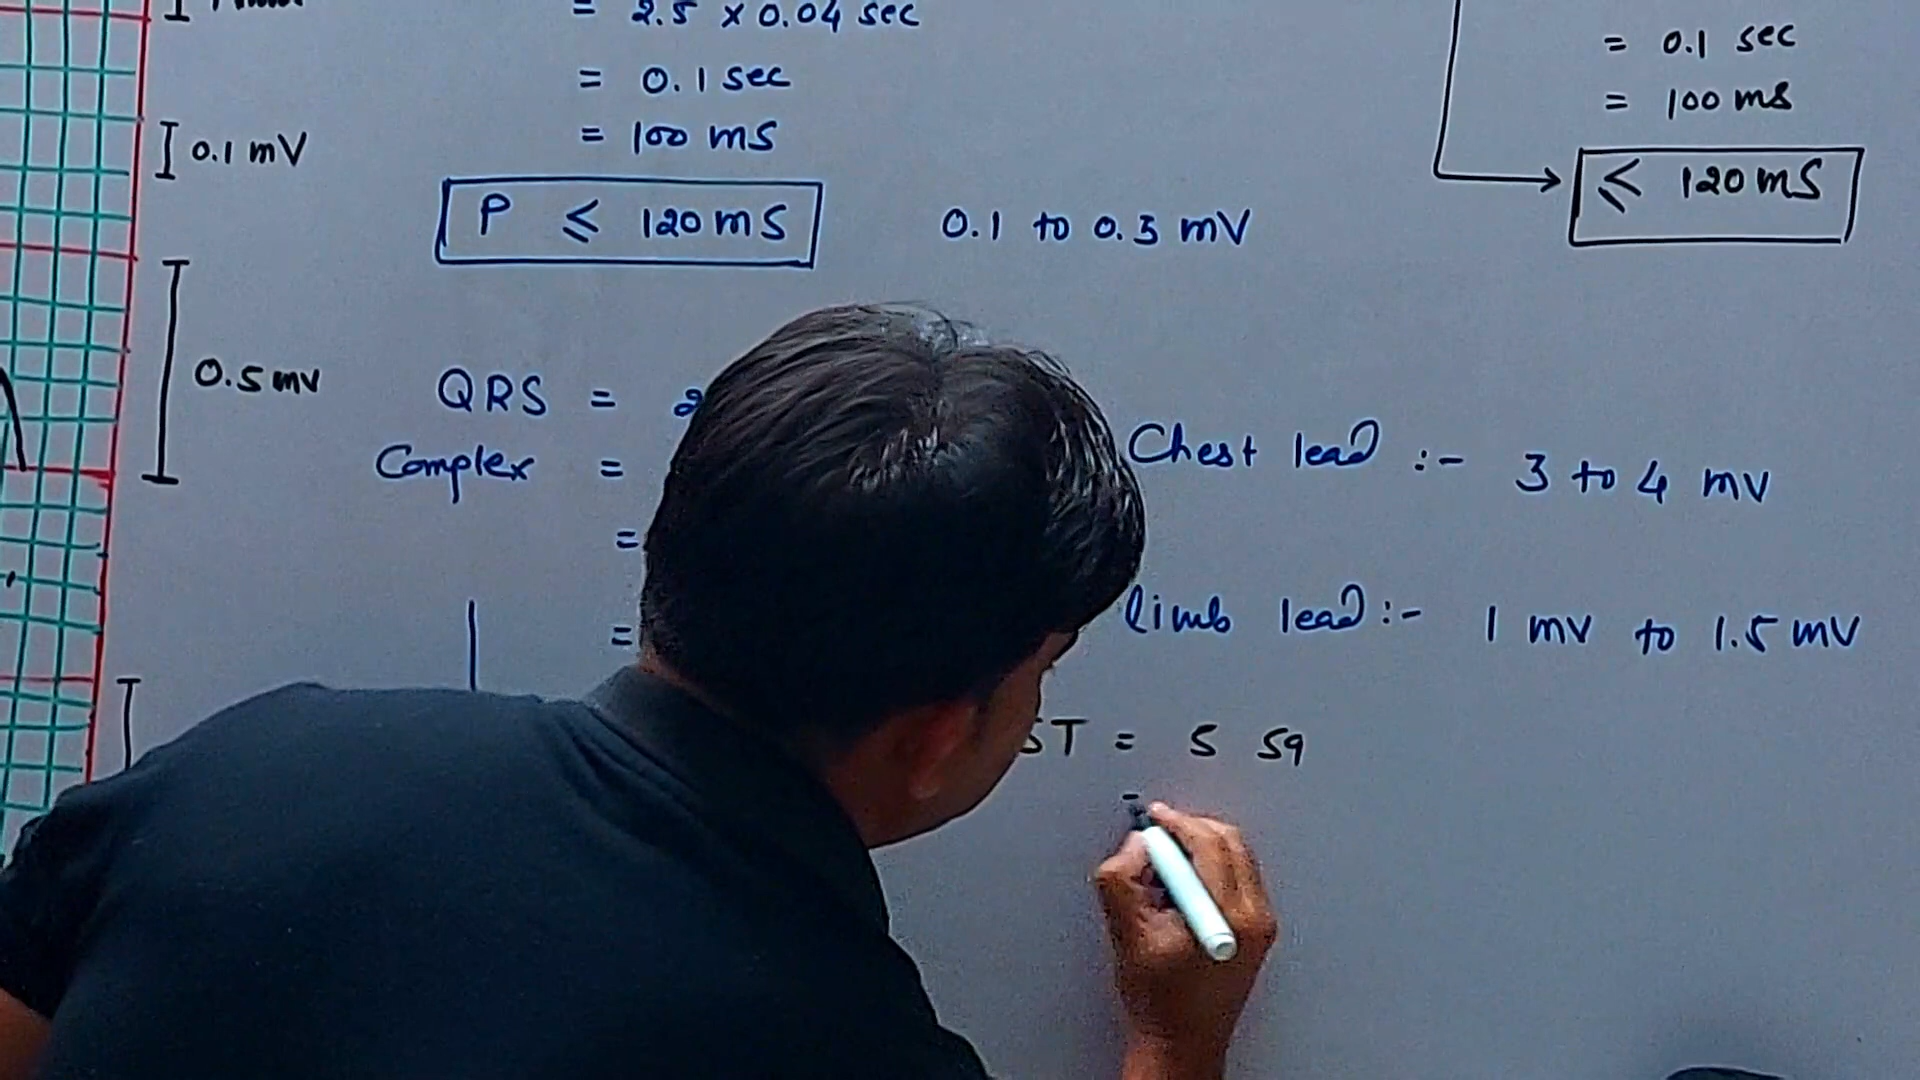 = 2.5 x 0.04 sec
= 0.1 sec
= 100 ms
P ≤ 120 ms
0.1 to 0.3 mV
= 0.1 sec
= 100 ms
≤ 120 ms
I 0.1 mV
0.5 mv
QRS = 2
Complex =
=
=
Chest lead :- 3 to 4 mv
limb lead :- 1 mv to 1.5 mv
ST = 5 sq
-